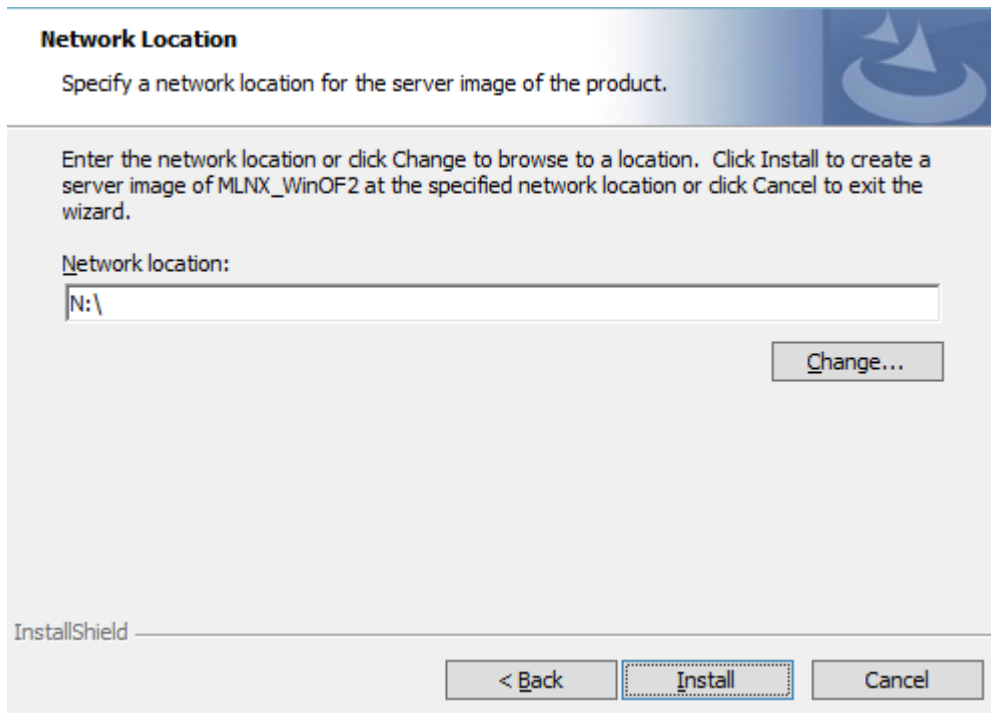 Network Location
Specify a network location for the server image of the product.
Enter the network location or click Change to browse to a location.  Click Install to create a
server image of MLNX_WinOF2 at the specified network location or click Cancel to exit the
wizard.
Network location:
N:\
Change...
InstallShield
< Back
Install
Cancel